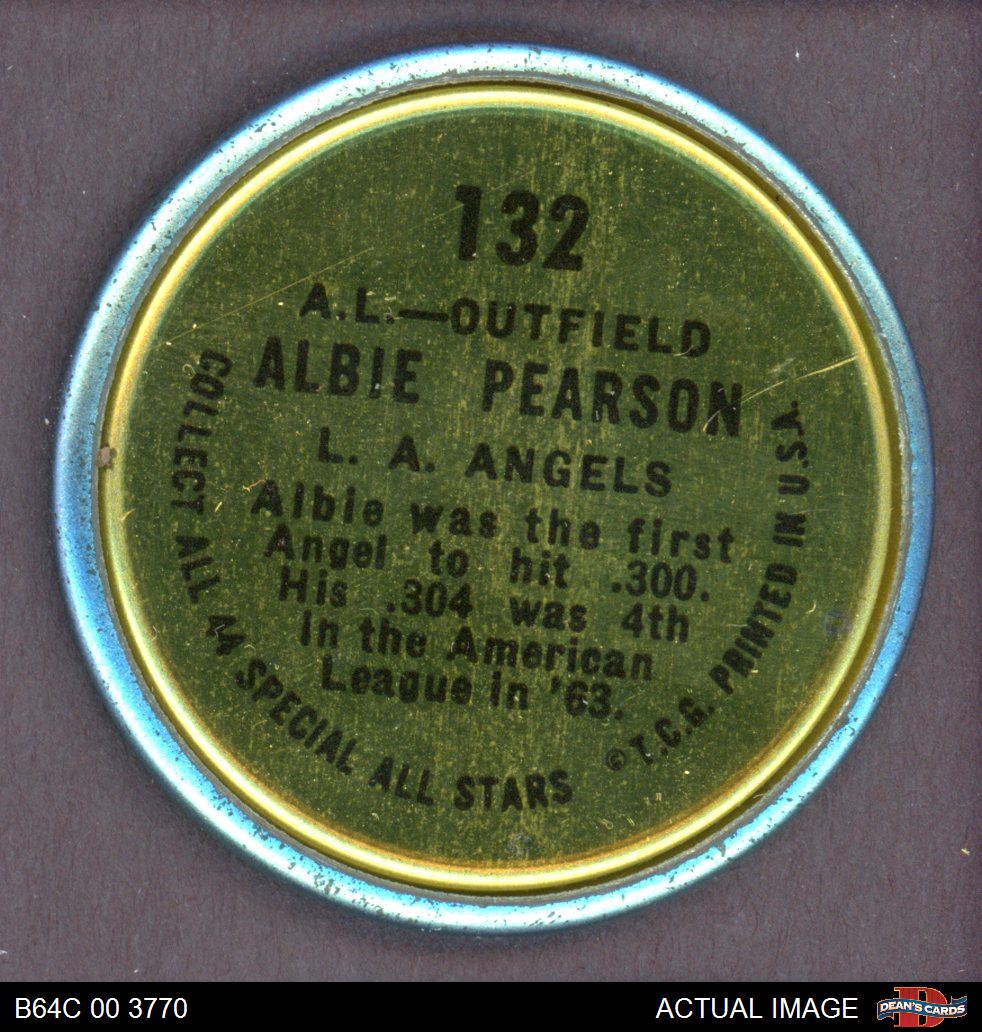 132
A.L.—OUTFIELD
ALBIE PEARSON
L. A. ANGELS
Albie was the first
Angel to hit .300.
His .304 was 4th
in the American
League in '63.
COLLECT ALL 44 SPECIAL ALL STARS
© T.C.G. PRINTED IN U.S.A.
B64C 00 3770
ACTUAL IMAGE
DEAN'S CARDS